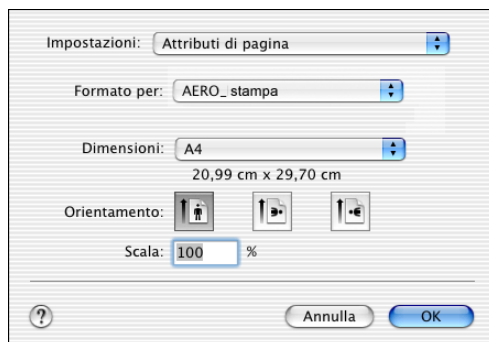 Impostazioni: Attributi di pagina
Formato per: AERO_ stampa
Dimensioni: A4
20,99 cm x 29,70 cm
Orientamento:
Scala: 100 %
? Annulla OK